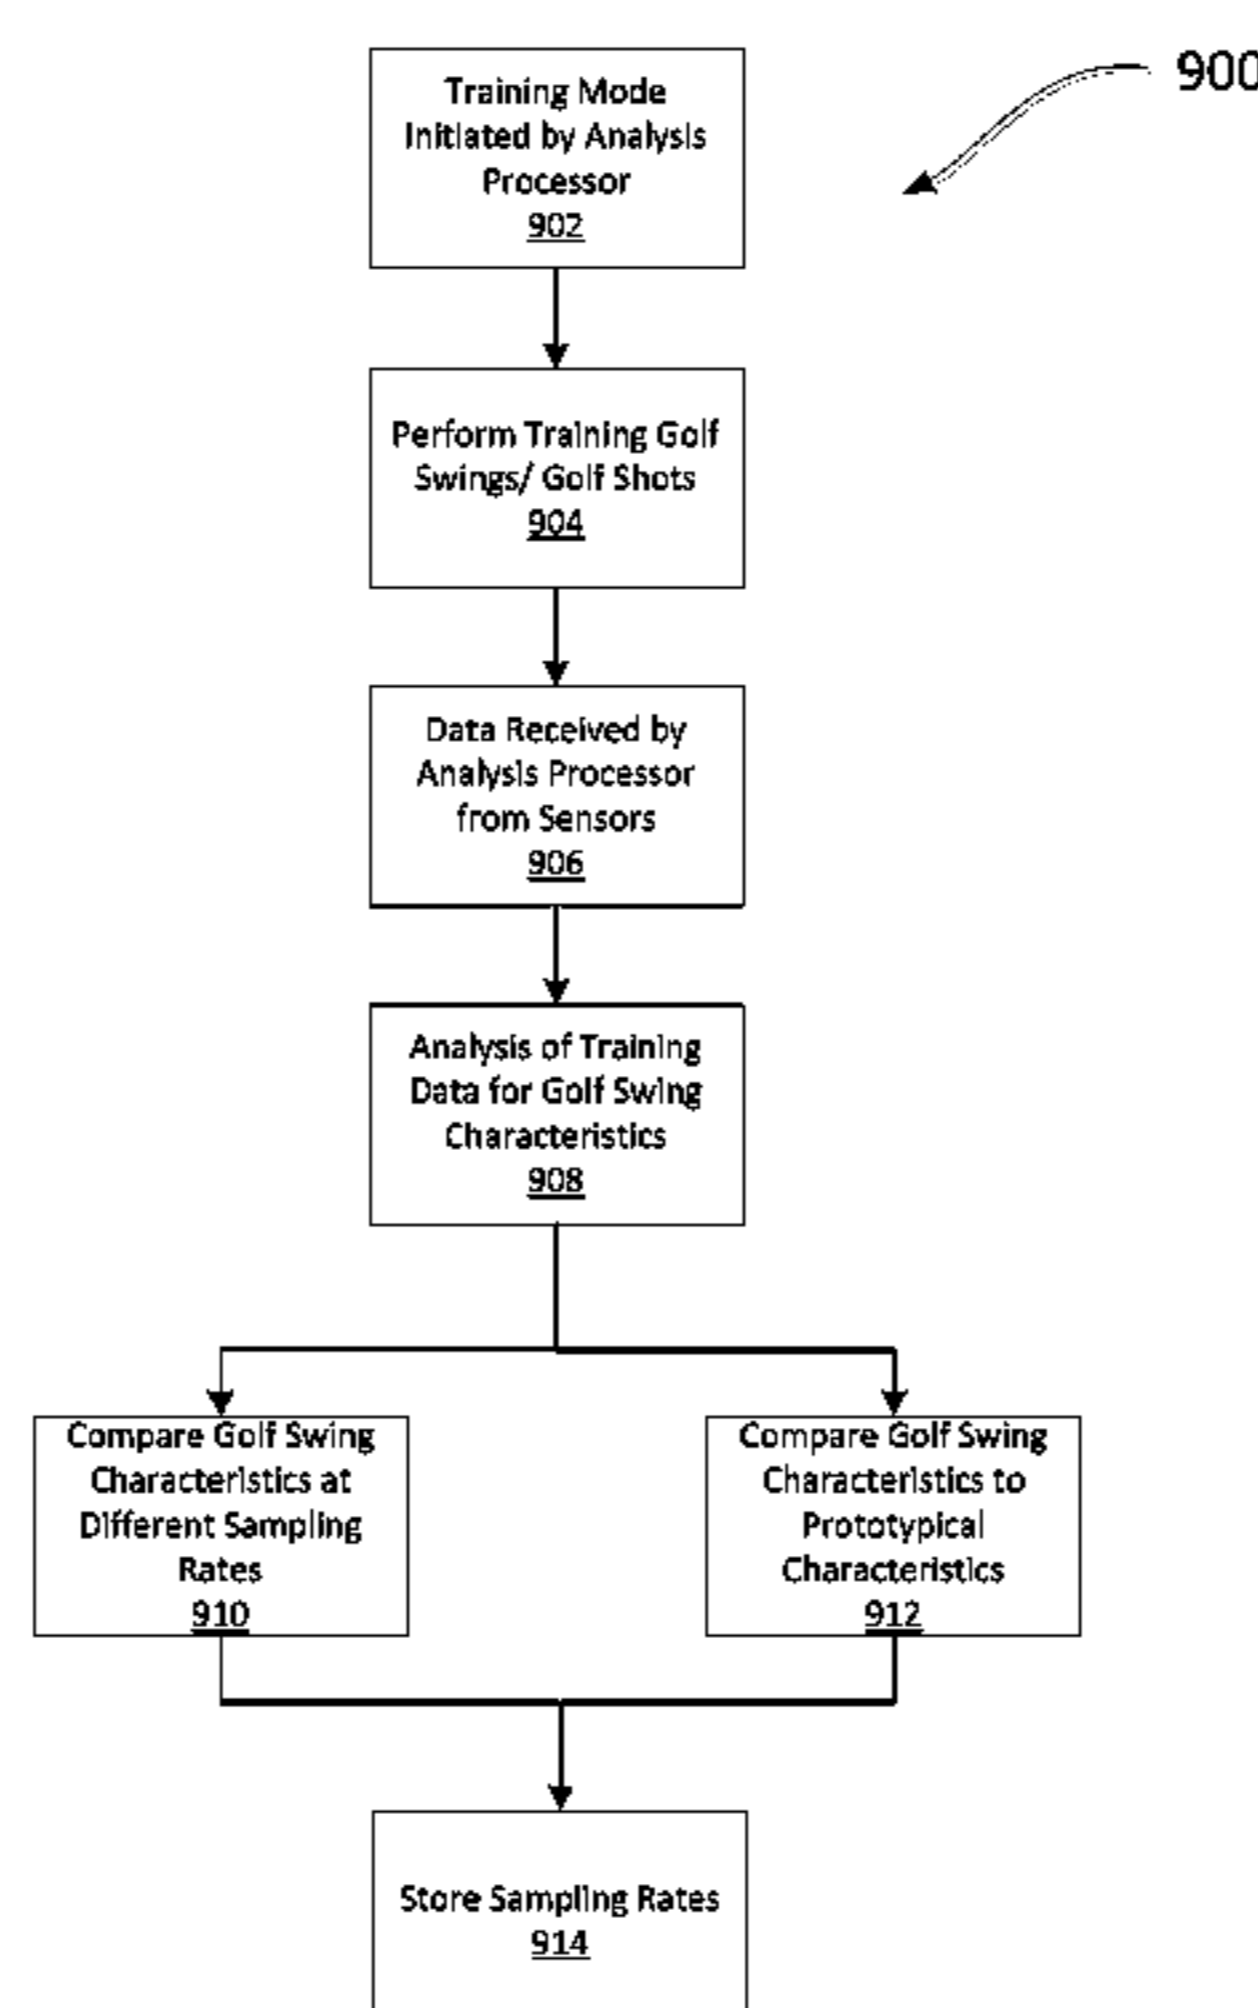 900
Training Mode
Initiated by Analysis
Processor
902
Perform Training Golf
Swings/ Golf Shots
904
Data Received by
Analysis Processor
from Sensors
906
Analysis of Training
Data for Golf Swing
Characteristics
908
Compare Golf Swing
Characteristics at
Different Sampling
Rates
910
Compare Golf Swing
Characteristics to
Prototypical
Characteristics
912
Store Sampling Rates
914